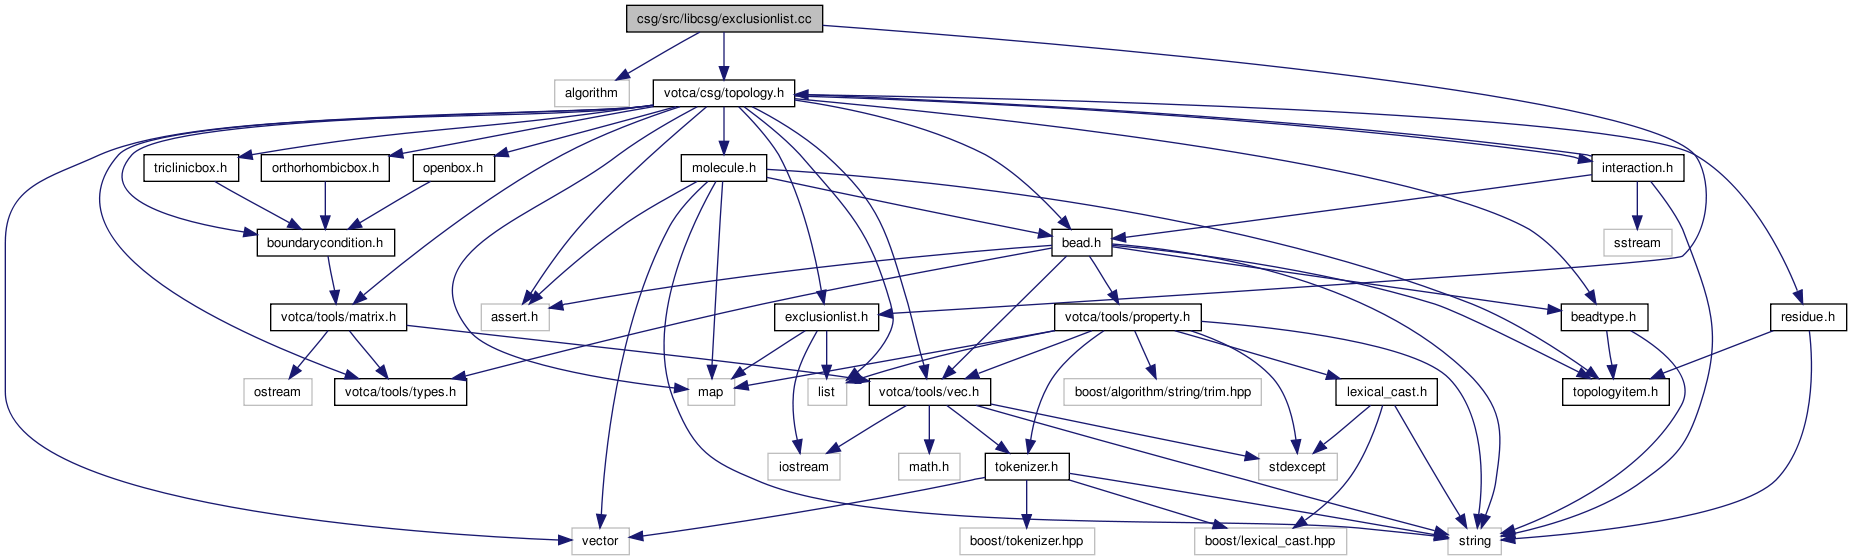 csg/src/libcsg/exclusionlist.cc
algorithm
votca/csg/topology.h
triclinicbox.h
orthorhombicbox.h
openbox.h
molecule.h
interaction.h
boundarycondition.h
bead.h
sstream
votca/tools/matrix.h
assert.h
exclusionlist.h
votca/tools/property.h
beadtype.h
residue.h
ostream
votca/tools/types.h
map
list
votca/tools/vec.h
boost/algorithm/string/trim.hpp
lexical_cast.h
topologyitem.h
iostream
math.h
tokenizer.h
stdexcept
vector
boost/tokenizer.hpp
boost/lexical_cast.hpp
string